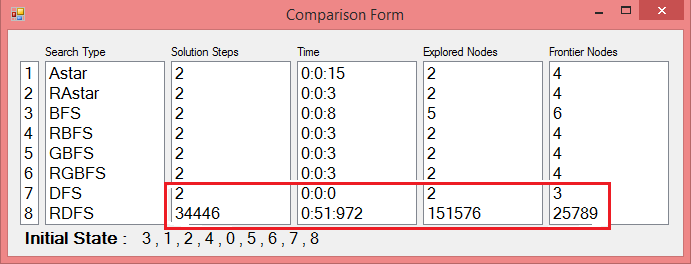 Comparison Form
Search Type Solution Steps Time Explored Nodes Frontier Nodes
1 Astar 2 0:0:15 2 4
2 RAstar 2 0:0:3 2 4
3 BFS 2 0:0:8 5 6
4 RBFS 2 0:0:3 2 4
5 GBFS 2 0:0:3 2 4
6 RGBFS 2 0:0:3 2 4
7 DFS 2 0:0:0 2 3
8 RDFS 34446 0:51:972 151576 25789
Initial State : 3 , 1 , 2 , 4 , 0 , 5 , 6 , 7 , 8